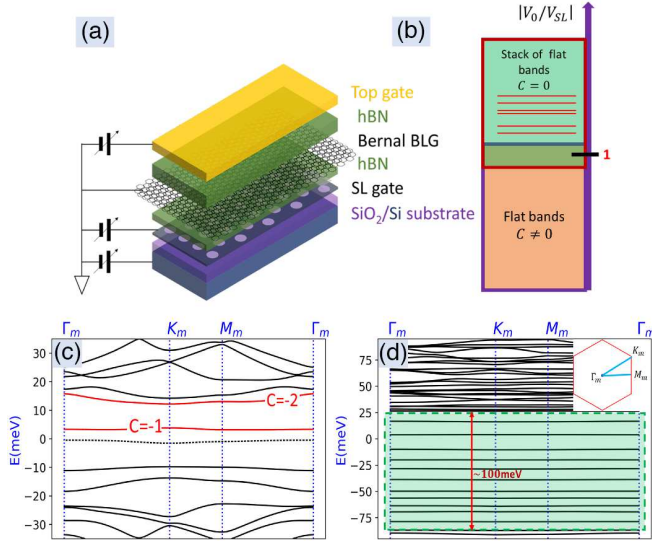 (a)
Top gate
hBN
Bernal BLG
hBN
SL gate
SiO₂/Si substrate
(b)
|V₀/V_SL|
Stack of flat
bands
C = 0
1
Flat bands
C ≠ 0
(c)
Γₘ Kₘ Mₘ Γₘ
E(meV)
30
20
10
0
−10
−20
−30
C=-2
C=-1
(d)
Γₘ Kₘ Mₘ Γₘ
E(meV)
75
50
25
0
−25
−50
−75
~100meV
Kₘ
Γₘ
Mₘ